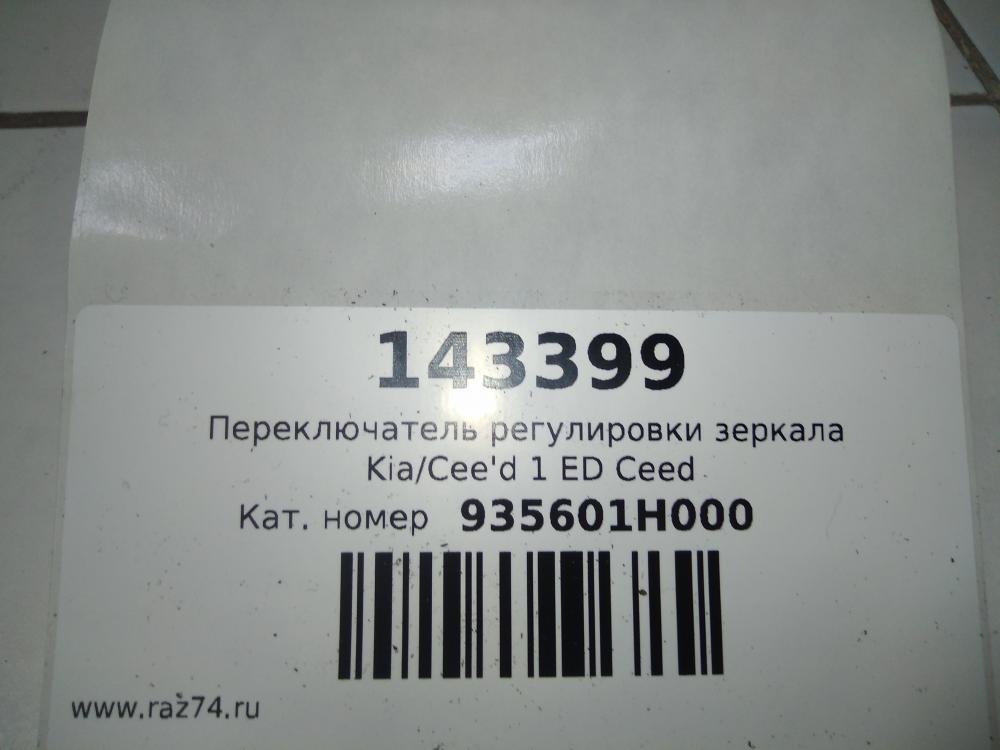 143399
Переключатель регулировки зеркала
Kia/Cee'd 1 ED Ceed
Кат. номер 935601H000
www.raz74.ru